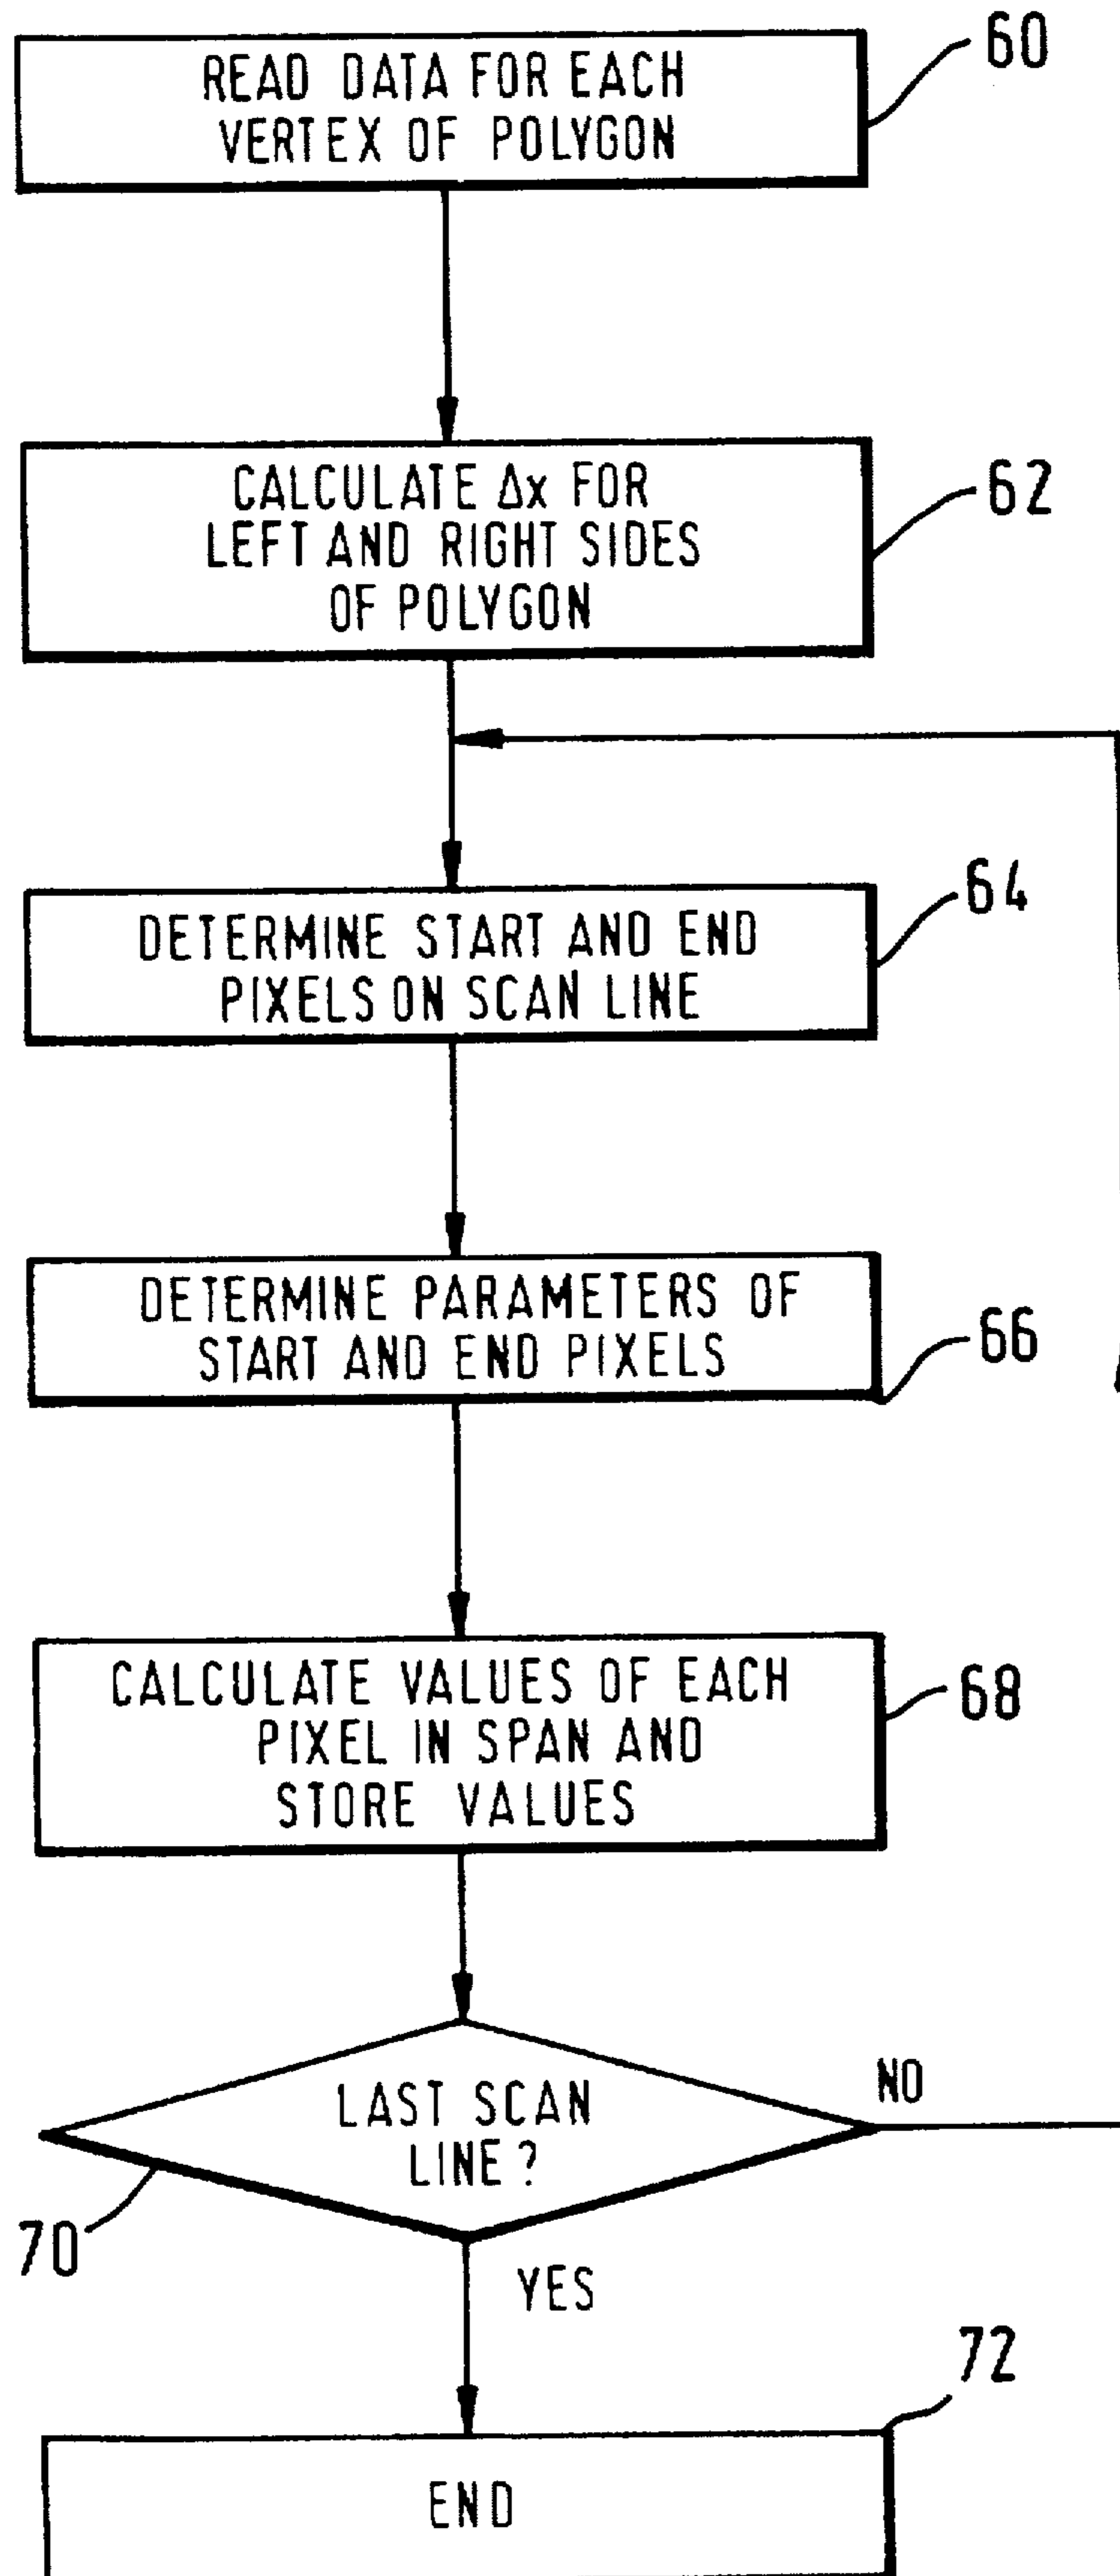 READ DATA FOR EACH
VERTEX OF POLYGON
60
CALCULATE Δx FOR
LEFT AND RIGHT SIDES
OF POLYGON
62
DETERMINE START AND END
PIXELS ON SCAN LINE
64
DETERMINE PARAMETERS OF
START AND END PIXELS
66
CALCULATE VALUES OF EACH
PIXEL IN SPAN AND
STORE VALUES
68
LAST SCAN
LINE?
NO
70
YES
72
END